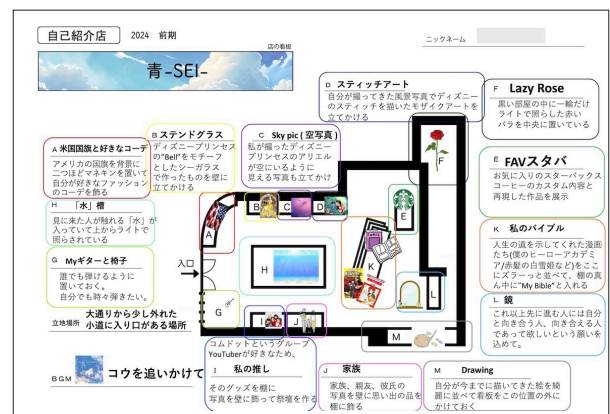 自己紹介店 2024 前期
店の看板
ニックネーム
青-SEI-
A 米国国旗と好きなコーデ
アメリカの国旗を背景に
二つほどマネキンを置いて
自分が好きなファッション
のコーデを飾る
B ステンドグラス
ディズニープリンセス
の"Bell"をモチーフ
としたシーガラス
で作ったものを壁に
立てかける
C Sky pic ( 空写真 )
私が撮ったディズニ
ープリンセスのアリエル
が空にいるように
見える写真も立てかけ
D スティッチアート
自分が撮ってきた風景写真でディズニー
のスティッチを描いたモザイクアートを
立てかける
F Lazy Rose
黒い部屋の中に一輪だけ
ライトで照らした赤い
バラを中央に置いている
E FAVスタバ
お気に入りのスターバックス
コーヒーのカスタム内容と
再現した作品を展示
H 「水」槽
見に来た人が触れる「水」が
入っていて上からライトで
照らされている
G Myギターと椅子
誰でも弾けるように
置いておく。
自分でも時々弾きたい。
K 私のバイブル
人生の道を示してくれた漫画
たち(僕のヒーローアカデミ
ア/赤髪の白雪姫など)をここ
にズラーっと並べて、棚の真
ん中に"My Bible"と入れる
L 鏡
これ以上先に進む人には自分
と向き合う人、向き合える人
であって欲しいという願いを
込めて。
入口
A
B
C
D
E
F
G
H
I
J
K
L
M
立地場所 大通りから少し外れた
小道に入り口がある場所
BGM コウを追いかけて
コムドットというグループ
YouTuberが好きなため、
I 私の推し
そのグッズを棚に
写真を壁に飾って祭壇を作る
J 家族
家族、親友、彼氏の
写真を壁に思い出の品を
棚に飾る
M Drawing
自分が今までに描いてきた絵を綺
麗に並べて看板をこの位置の外に
かけておく